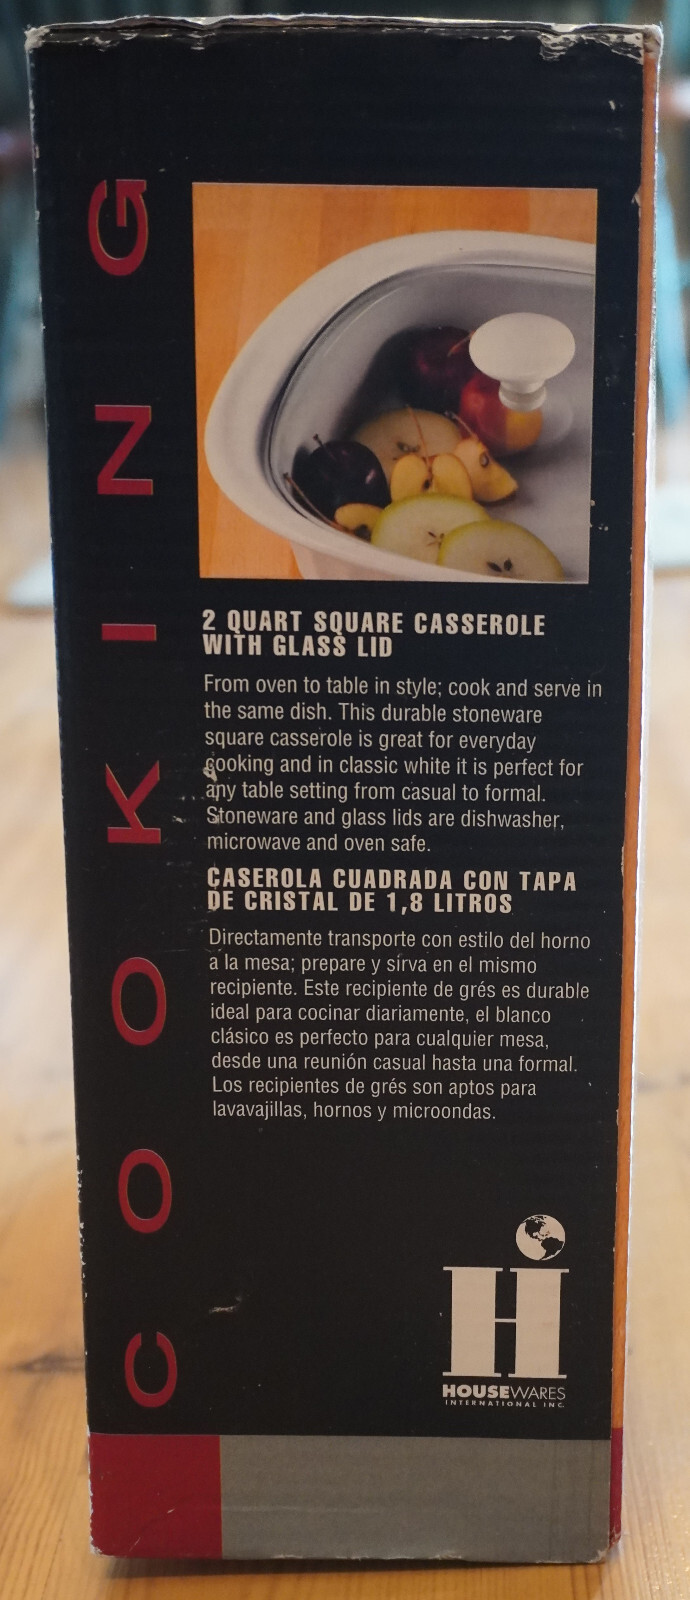 COOKING
2 QUART SQUARE CASSEROLE
WITH GLASS LID
From oven to table in style; cook and serve in
the same dish. This durable stoneware
square casserole is great for everyday
cooking and in classic white it is perfect for
any table setting from casual to formal.
Stoneware and glass lids are dishwasher,
microwave and oven safe.
CASEROLA CUADRADA CON TAPA
DE CRISTAL DE 1,8 LITROS
Directamente transporte con estilo del horno
a la mesa; prepare y sirva en el mismo
recipiente. Este recipiente de grés es durable
ideal para cocinar diariamente, el blanco
clásico es perfecto para cualquier mesa,
desde una reunión casual hasta una formal.
Los recipientes de grés son aptos para
lavavajillas, hornos y microondas.
H
HOUSEWARES
INTERNATIONAL INC.